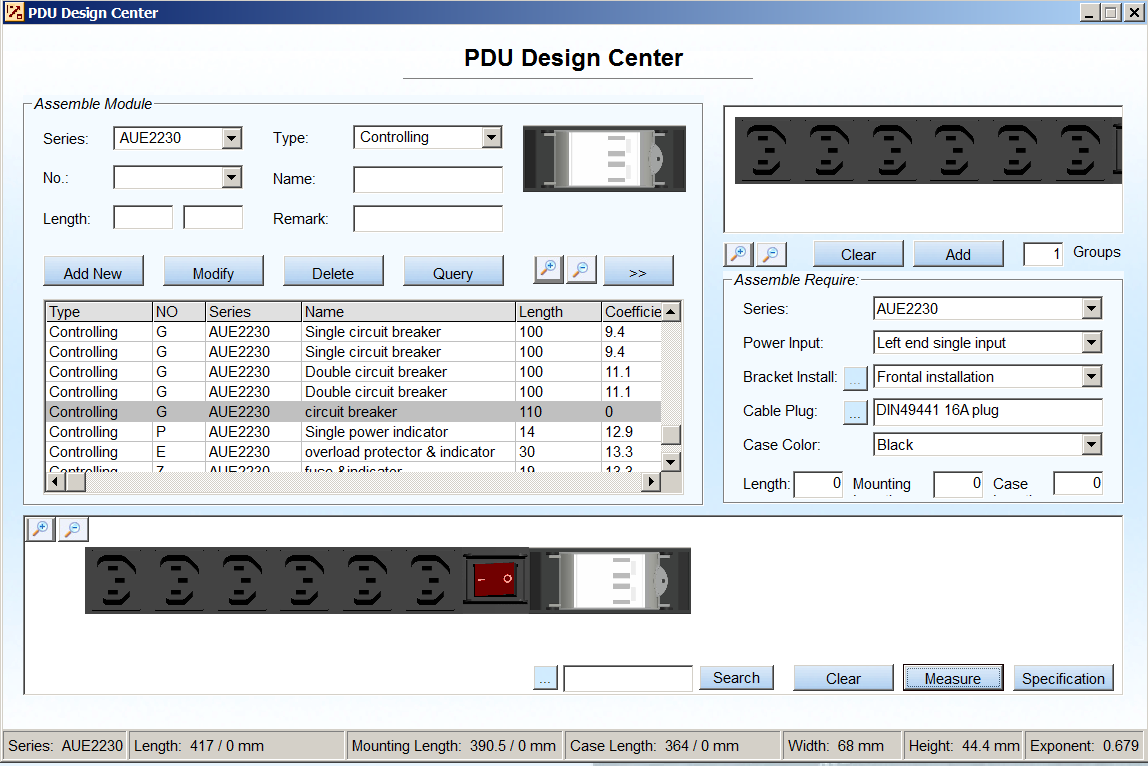 PDU Design Center
PDU Design Center
Assemble Module
Series: AUE2230 Type: Controlling
No.: Name:
Length: Remark:
Add New Modify Delete Query >>
Type NO Series Name Length Coefficie
Controlling G AUE2230 Single circuit breaker 100 9.4
Controlling G AUE2230 Single circuit breaker 100 9.4
Controlling G AUE2230 Double circuit breaker 100 11.1
Controlling G AUE2230 Double circuit breaker 100 11.1
Controlling G AUE2230 circuit breaker 110 0
Controlling P AUE2230 Single power indicator 14 12.9
Controlling E AUE2230 overload protector & indicator 30 13.3
Controlling Z AUE2230 fuse &indicator 19 13.3
Clear Add 1 Groups
Assemble Require:
Series: AUE2230
Power Input: Left end single input
Bracket Install: ... Frontal installation
Cable Plug: ... DIN49441 16A plug
Case Color: Black
Length: 0 Mounting 0 Case 0
... Search Clear Measure Specification
Series: AUE2230 Length: 417 / 0 mm Mounting Length: 390.5 / 0 mm Case Length: 364 / 0 mm Width: 68 mm Height: 44.4 mm Exponent: 0.679